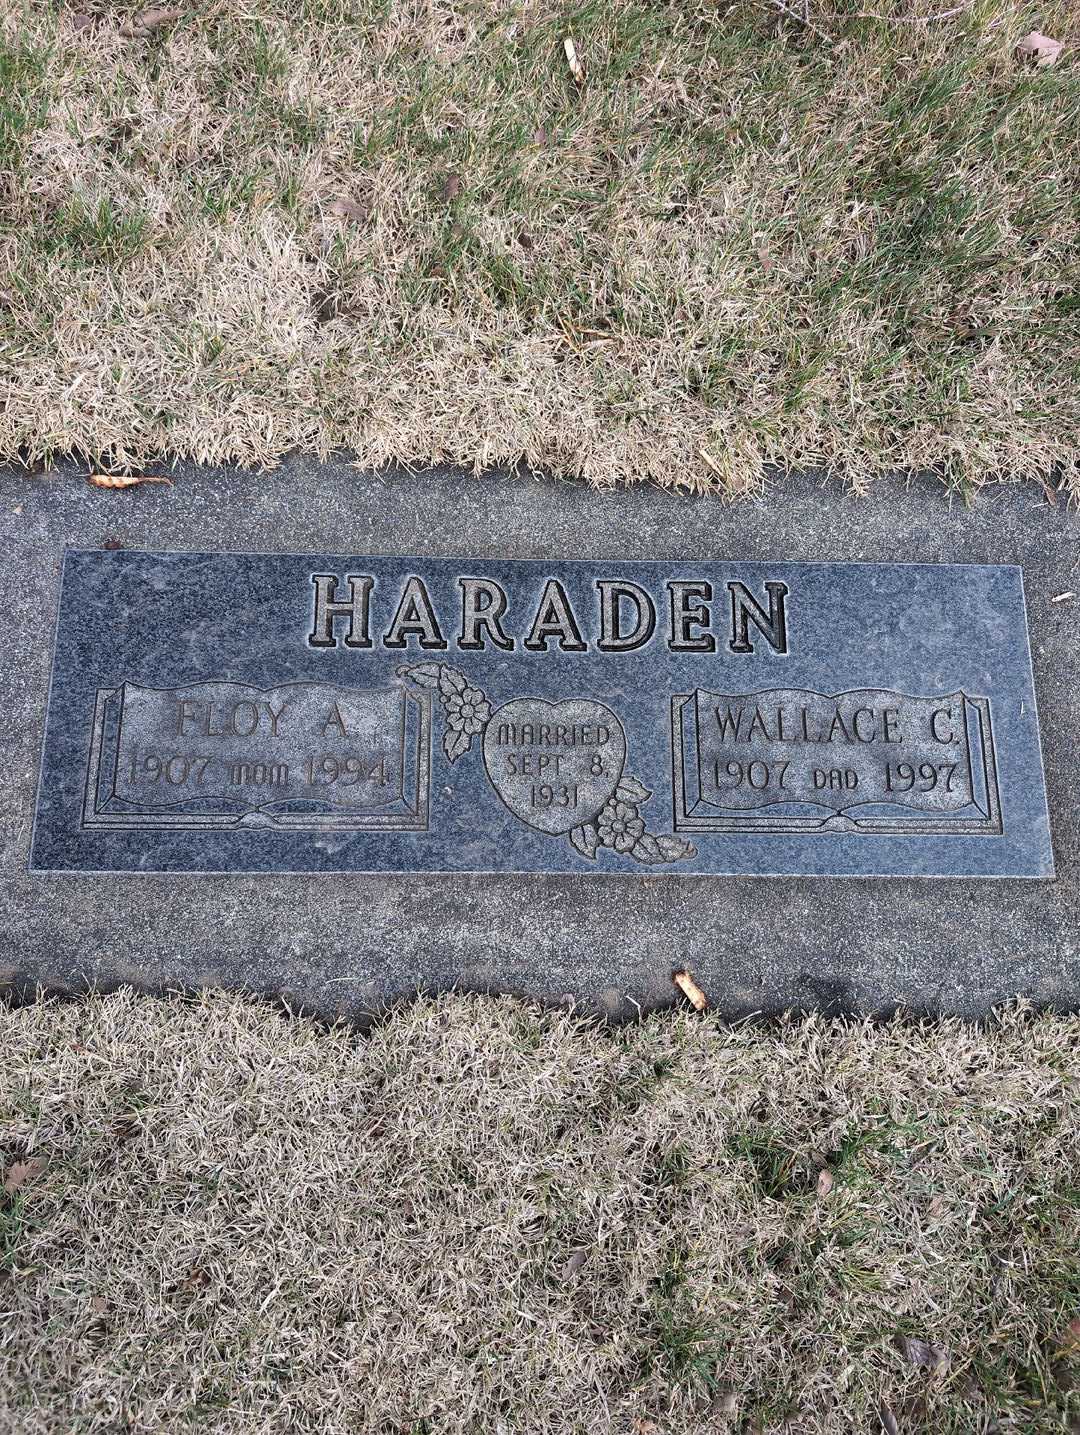 HARADEN
FLOY A.
1907 MOM 1994
MARRIED
SEPT. 8,
1931
WALLACE C.
1907 DAD 1997